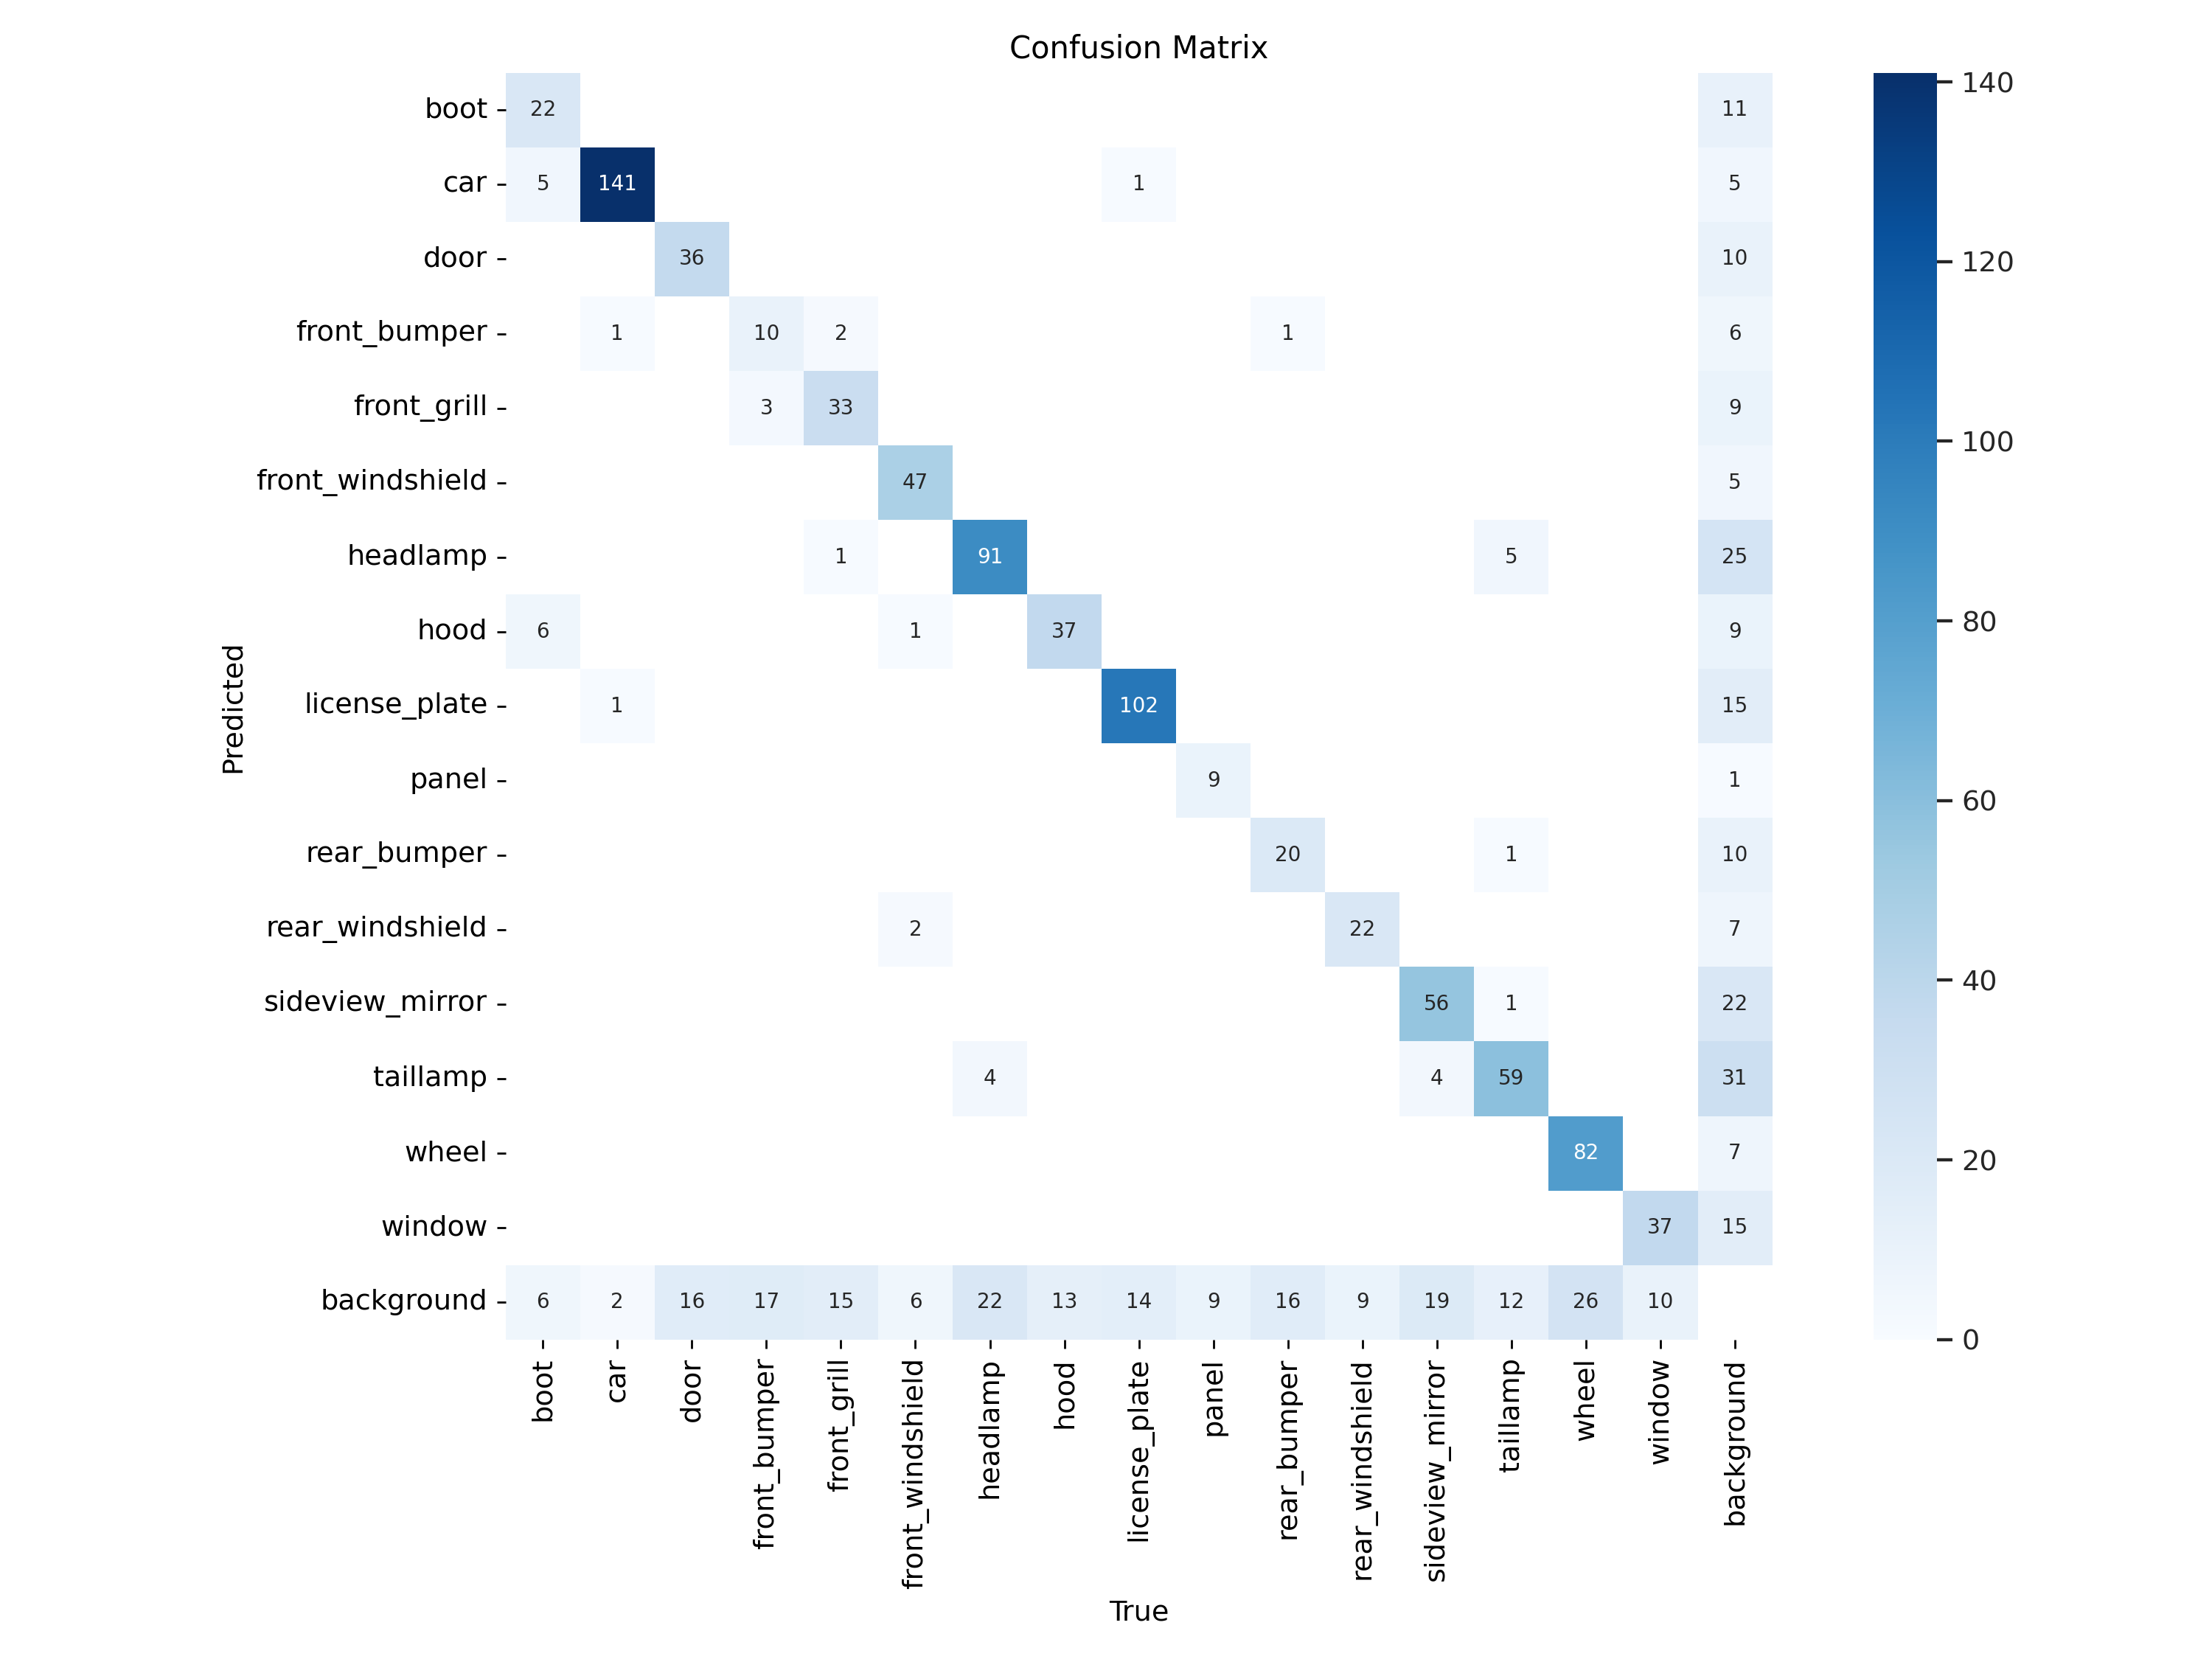 Confusion Matrix
boot 22 11
car 5 141 1 5
door 36 10
front_bumper 1 10 2 1 6
front_grill 3 33 9
front_windshield 47 5
headlamp 1 91 5 25
hood 6 1 37 9
license_plate 1 102 15
panel 9 1
rear_bumper 20 1 10
rear_windshield 2 22 7
sideview_mirror 56 1 22
taillamp 4 4 59 31
wheel 82 7
window 37 15
background 6 2 16 17 15 6 22 13 14 9 16 9 19 12 26 10
Predicted
boot
car
door
front_bumper
front_grill
front_windshield
headlamp
hood
license_plate
panel
rear_bumper
rear_windshield
sideview_mirror
taillamp
wheel
window
background
True
140
120
100
80
60
40
20
0